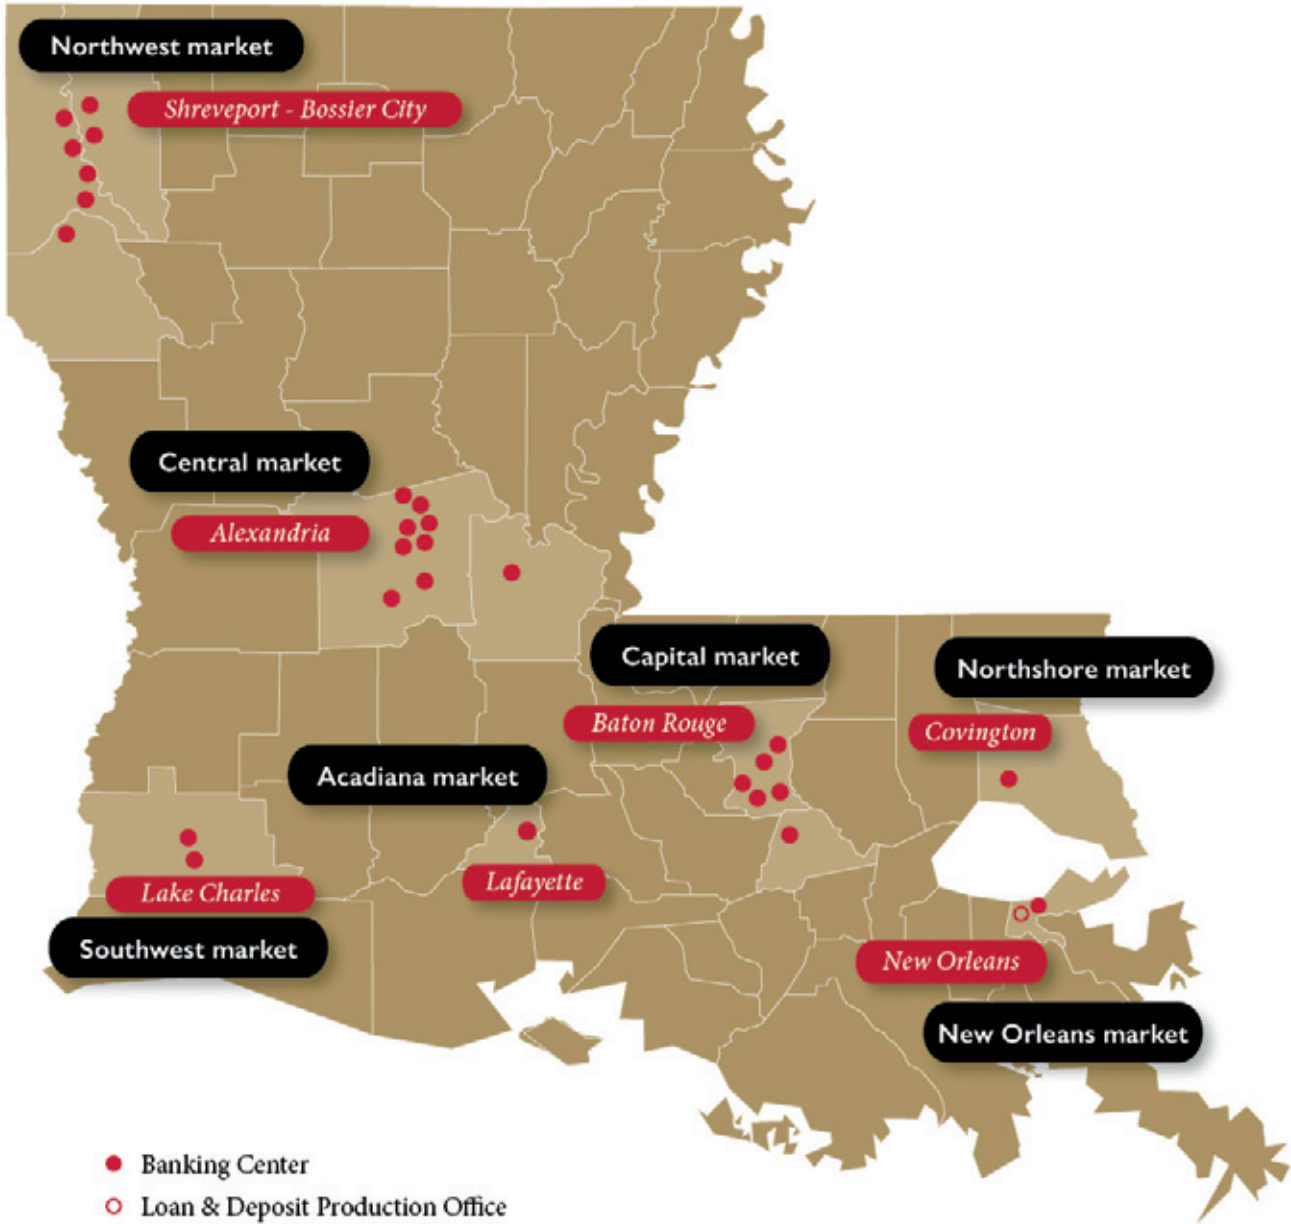 Northwest market
Shreveport - Bossier City
Central market
Alexandria
Capital market
Northshore market
Baton Rouge
Covington
Acadiana market
Lafayette
Lake Charles
Southwest market
New Orleans
New Orleans market
Banking Center
Loan & Deposit Production Office